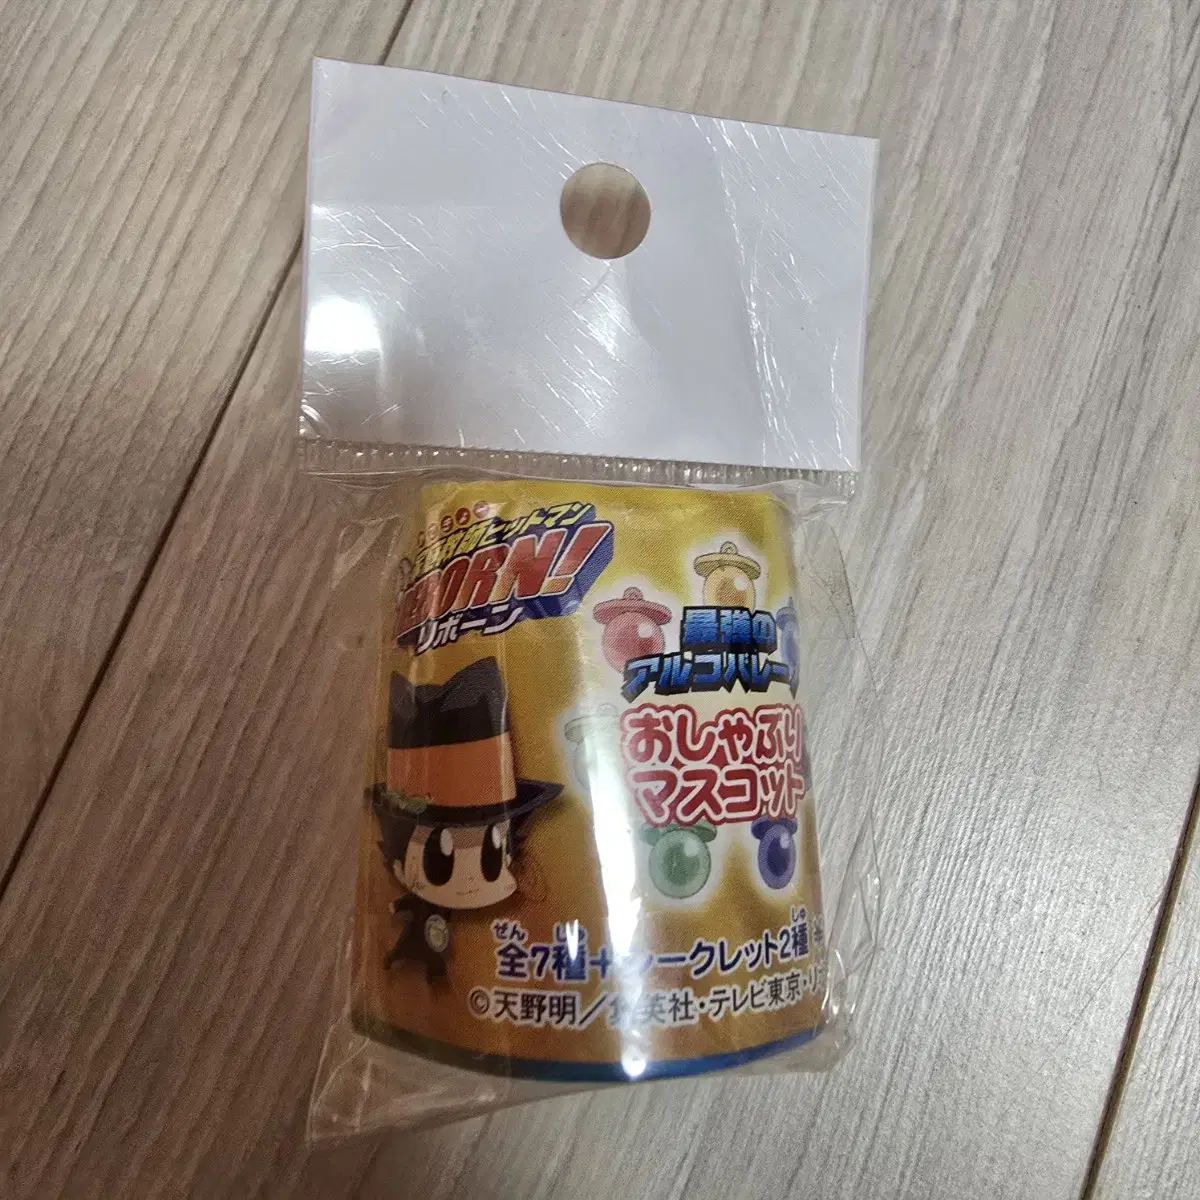 家庭教師ヒットマン
REBORN!
リボーン
最強の
アルコバレーノ
おしゃぶり
マスコット
ぜん しゅ しゅ
全7種+シークレット2種
©天野明/集英社・テレビ東京・リ